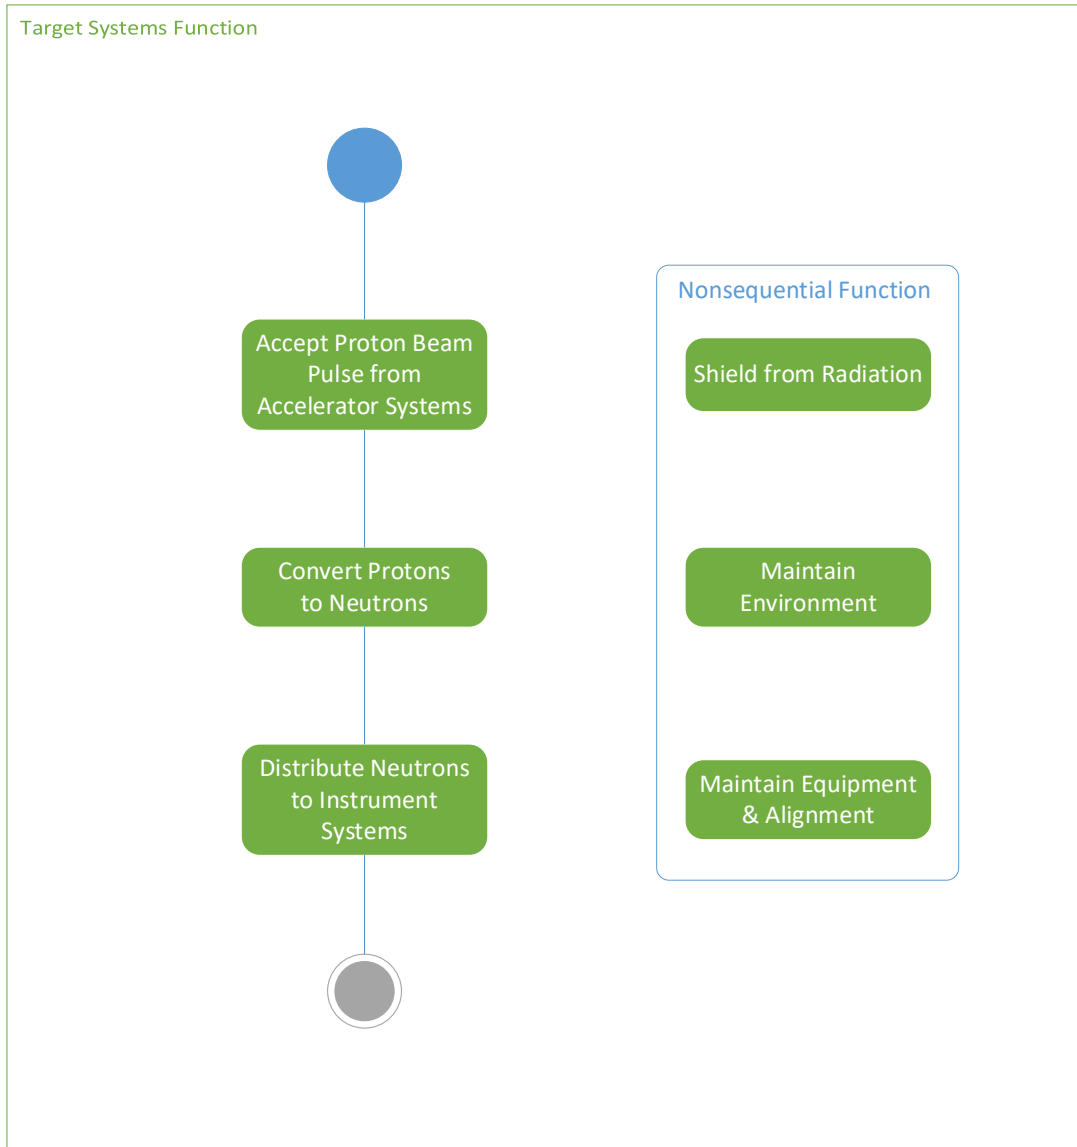 Target Systems Function
Accept Proton Beam
Pulse from
Accelerator Systems
Convert Protons
to Neutrons
Distribute Neutrons
to Instrument
Systems
Nonsequential Function
Shield from Radiation
Maintain
Environment
Maintain Equipment
& Alignment